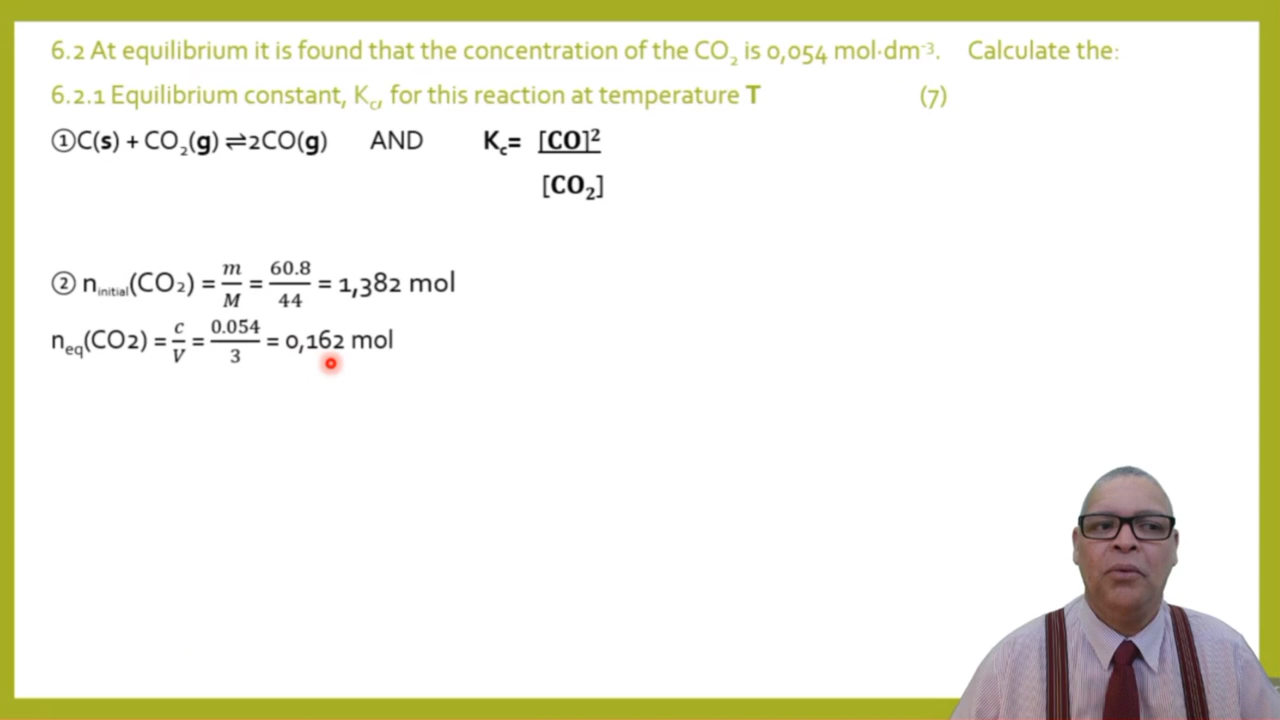 6.2 At equilibrium it is found that the concentration of the CO₂ is 0,054 mol·dm⁻³. Calculate the:
6.2.1 Equilibrium constant, K꜀, for this reaction at temperature T (7)
①C(s) + CO₂(g) ⇌2CO(g) AND K꜀= [CO]²
[CO₂]
② n_initial(CO₂) = m/M = 60.8/44 = 1,382 mol
n_eq(CO2) = c/V = 0.054/3 = 0,162 mol